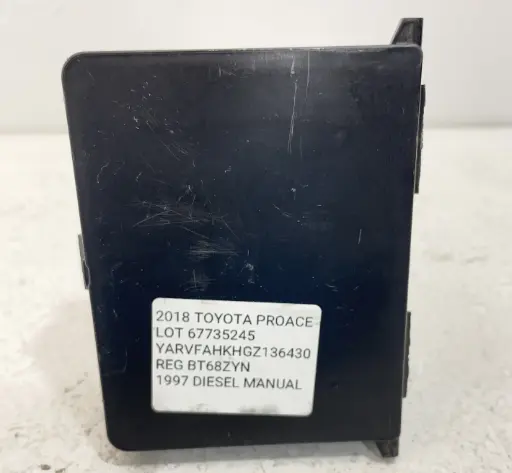 2018 TOYOTA PROACE
LOT 67735245
YARVFAHKHGZ136430
REG BT68ZYN
1997 DIESEL MANUAL